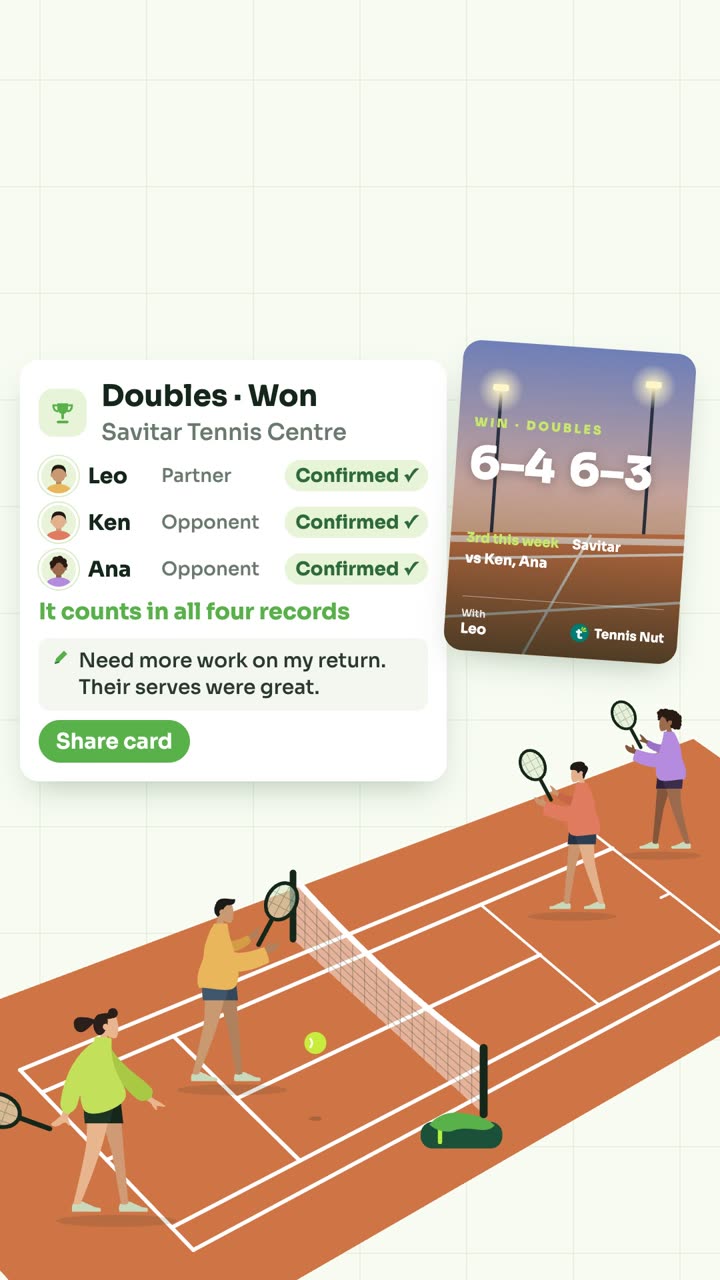 Doubles · Won
Savitar Tennis Centre
Leo Partner Confirmed ✓
Ken Opponent Confirmed ✓
Ana Opponent Confirmed ✓
It counts in all four records
Need more work on my return.
Their serves were great.
Share card
WIN · DOUBLES
6–4 6–3
3rd this week Savitar
vs Ken, Ana
With
Leo
t Tennis Nut